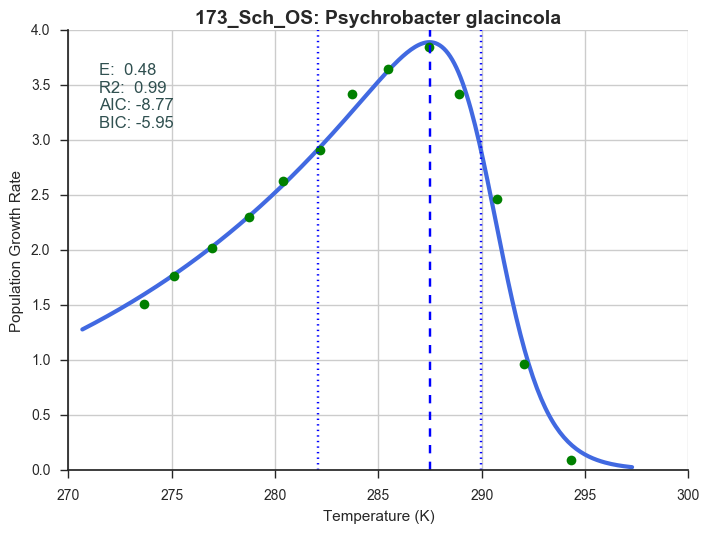 173_Sch_OS: Psychrobacter glacincola
E: 0.48
R2: 0.99
AIC: -8.77
BIC: -5.95
Population Growth Rate
4.0
3.5
3.0
2.5
2.0
1.5
1.0
0.5
0.0
270 275 280 285 290 295 300
Temperature (K)